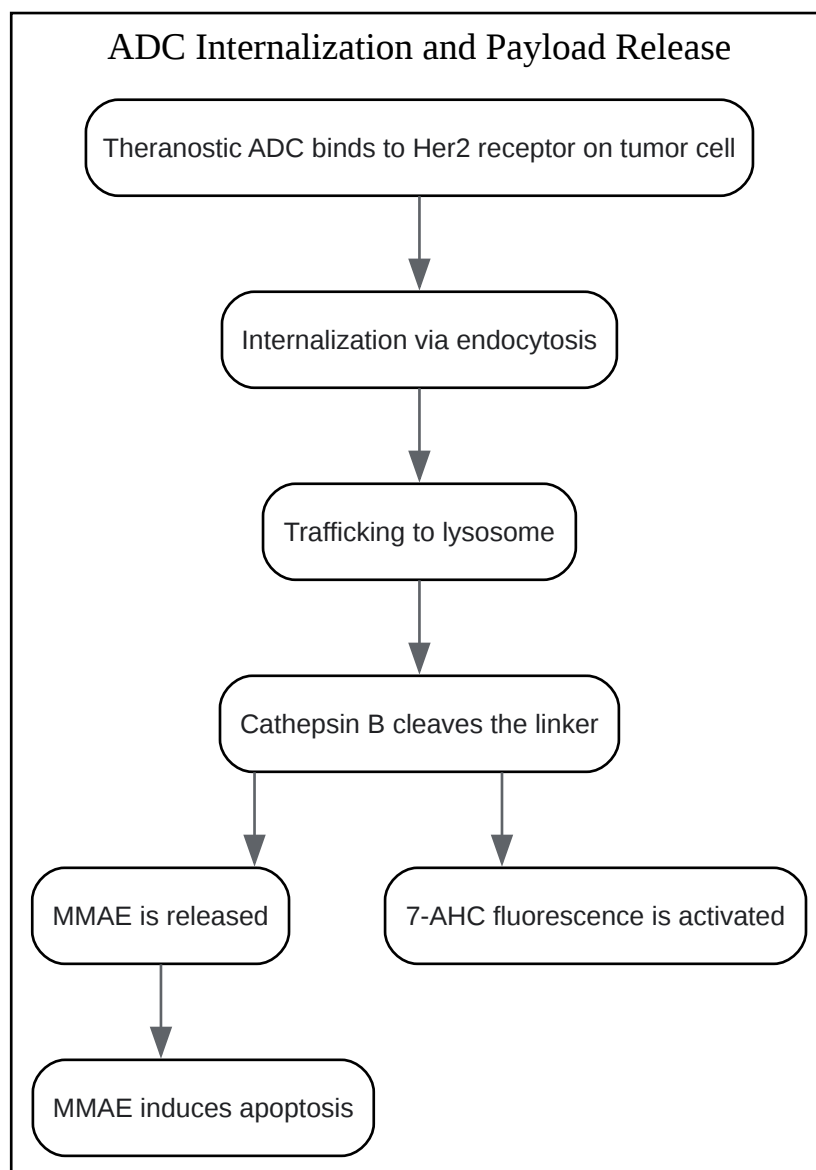 ADC Internalization and Payload Release
Theranostic ADC binds to Her2 receptor on tumor cell
Internalization via endocytosis
Trafficking to lysosome
Cathepsin B cleaves the linker
MMAE is released
7-AHC fluorescence is activated
MMAE induces apoptosis